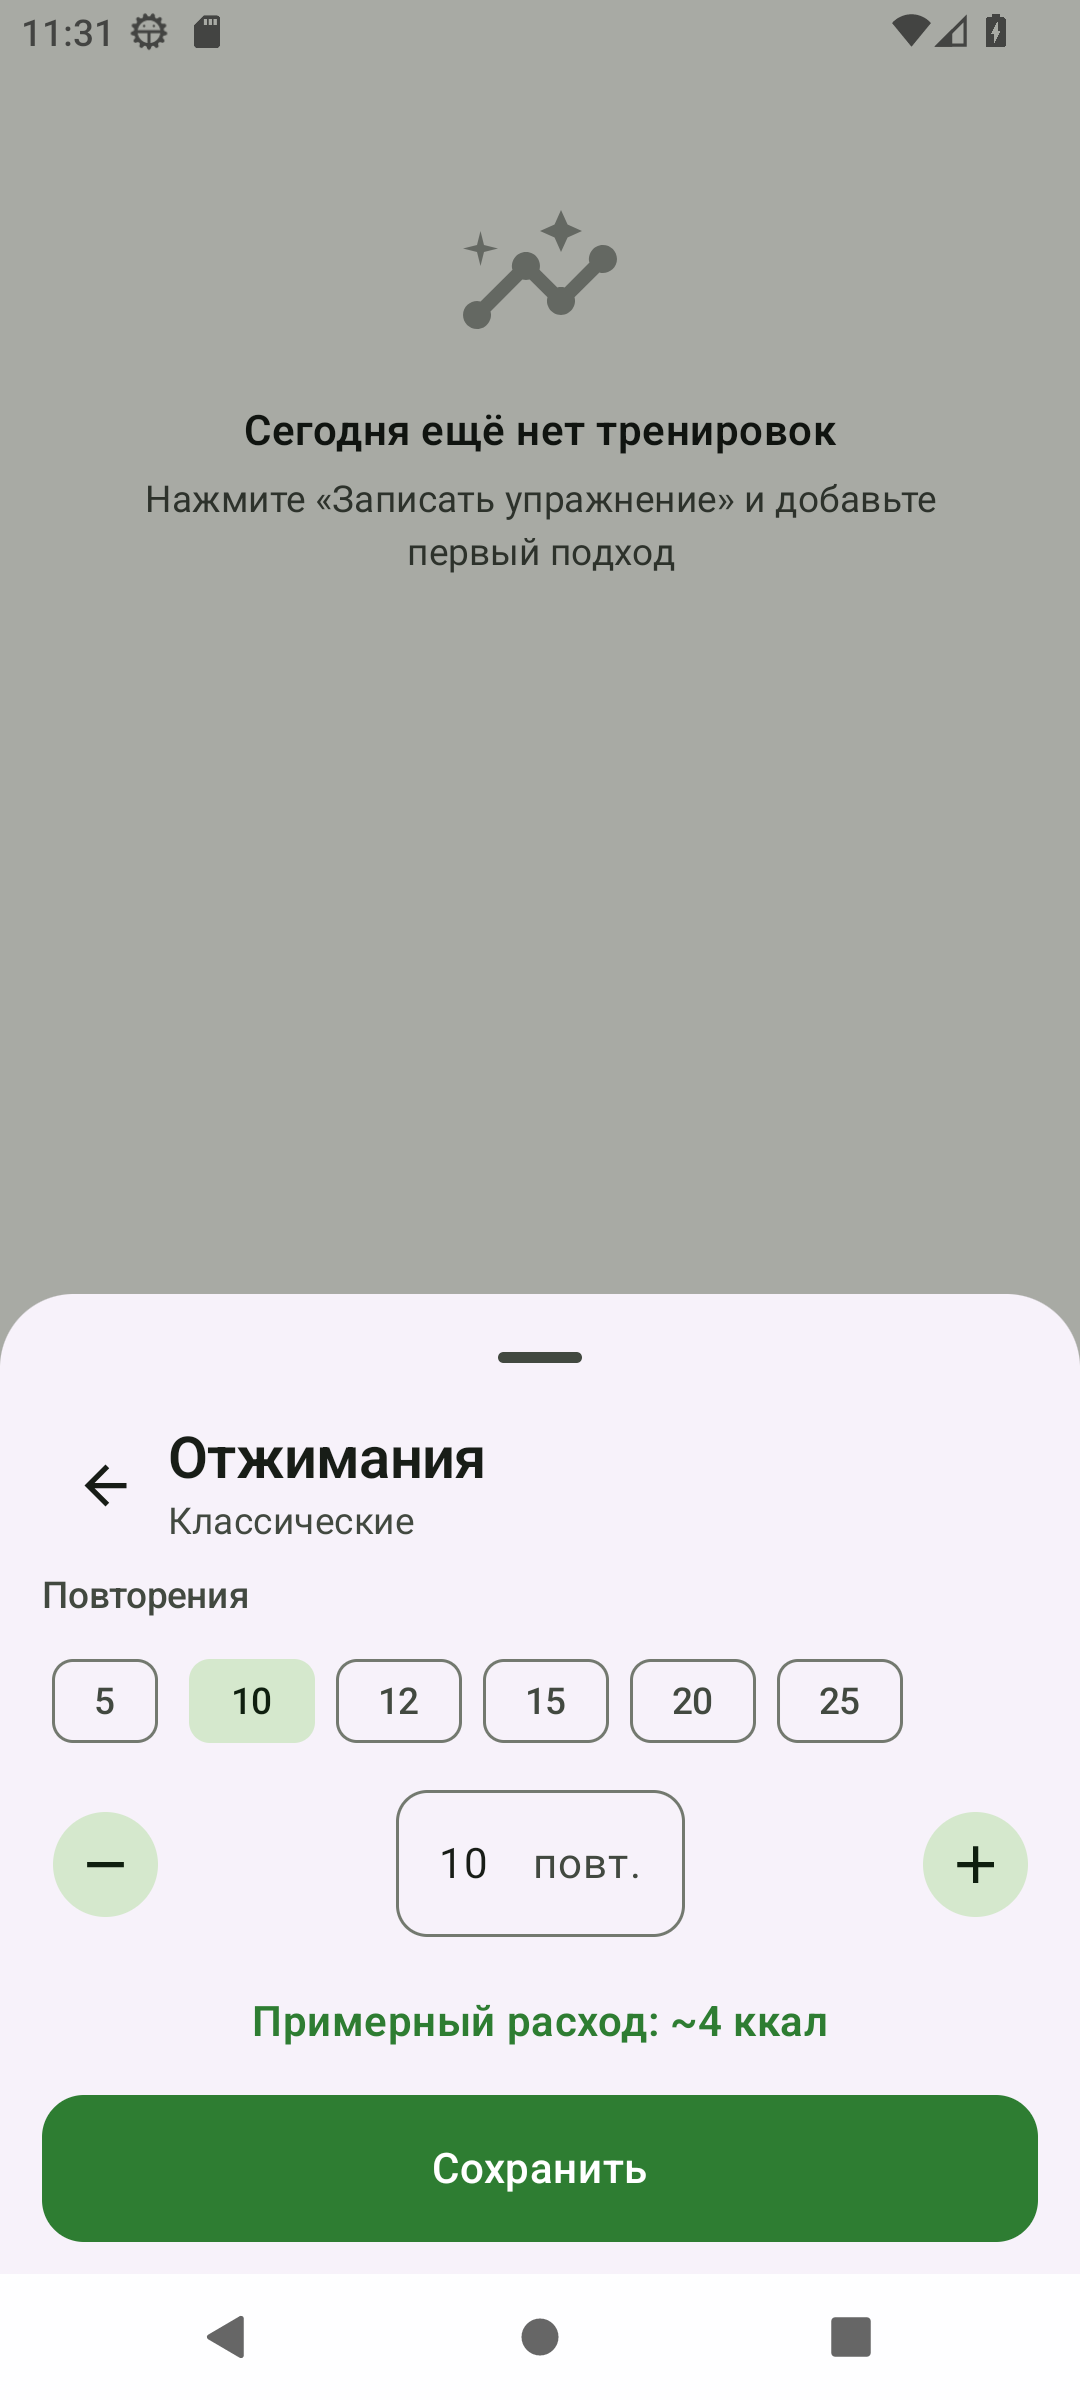 11:31
Сегодня ещё нет тренировок
Нажмите «Записать упражнение» и добавьте
первый подход
Отжимания
Классические
Повторения
5 10 12 15 20 25
10 повт.
Примерный расход: ~4 ккал
Сохранить